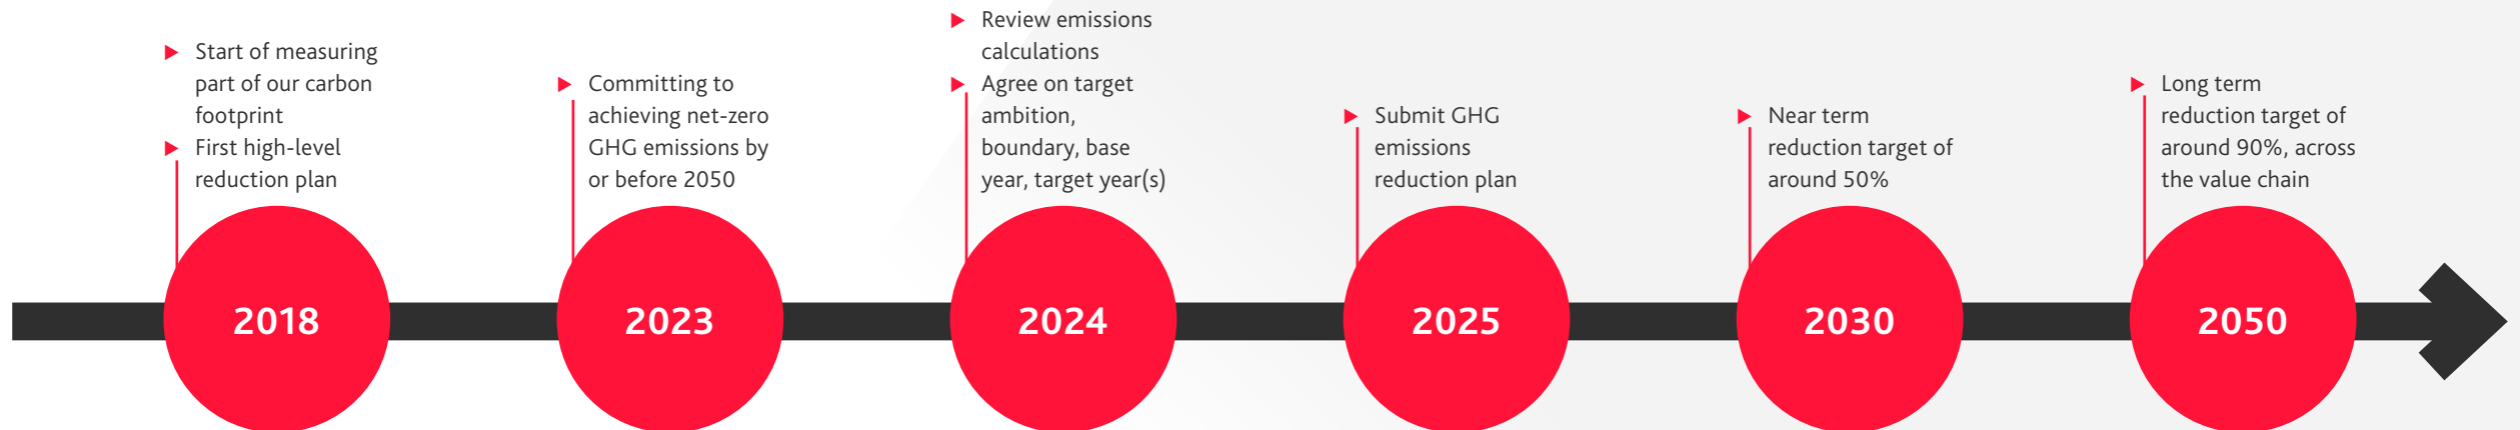 Start of measuring
part of our carbon
footprint
First high-level
reduction plan
2018
Committing to
achieving net-zero
GHG emissions by
or before 2050
2023
Review emissions
calculations
Agree on target
ambition,
boundary, base
year, target year(s)
2024
Submit GHG
emissions
reduction plan
2025
Near term
reduction target of
around 50%
2030
Long term
reduction target of
around 90%, across
the value chain
2050